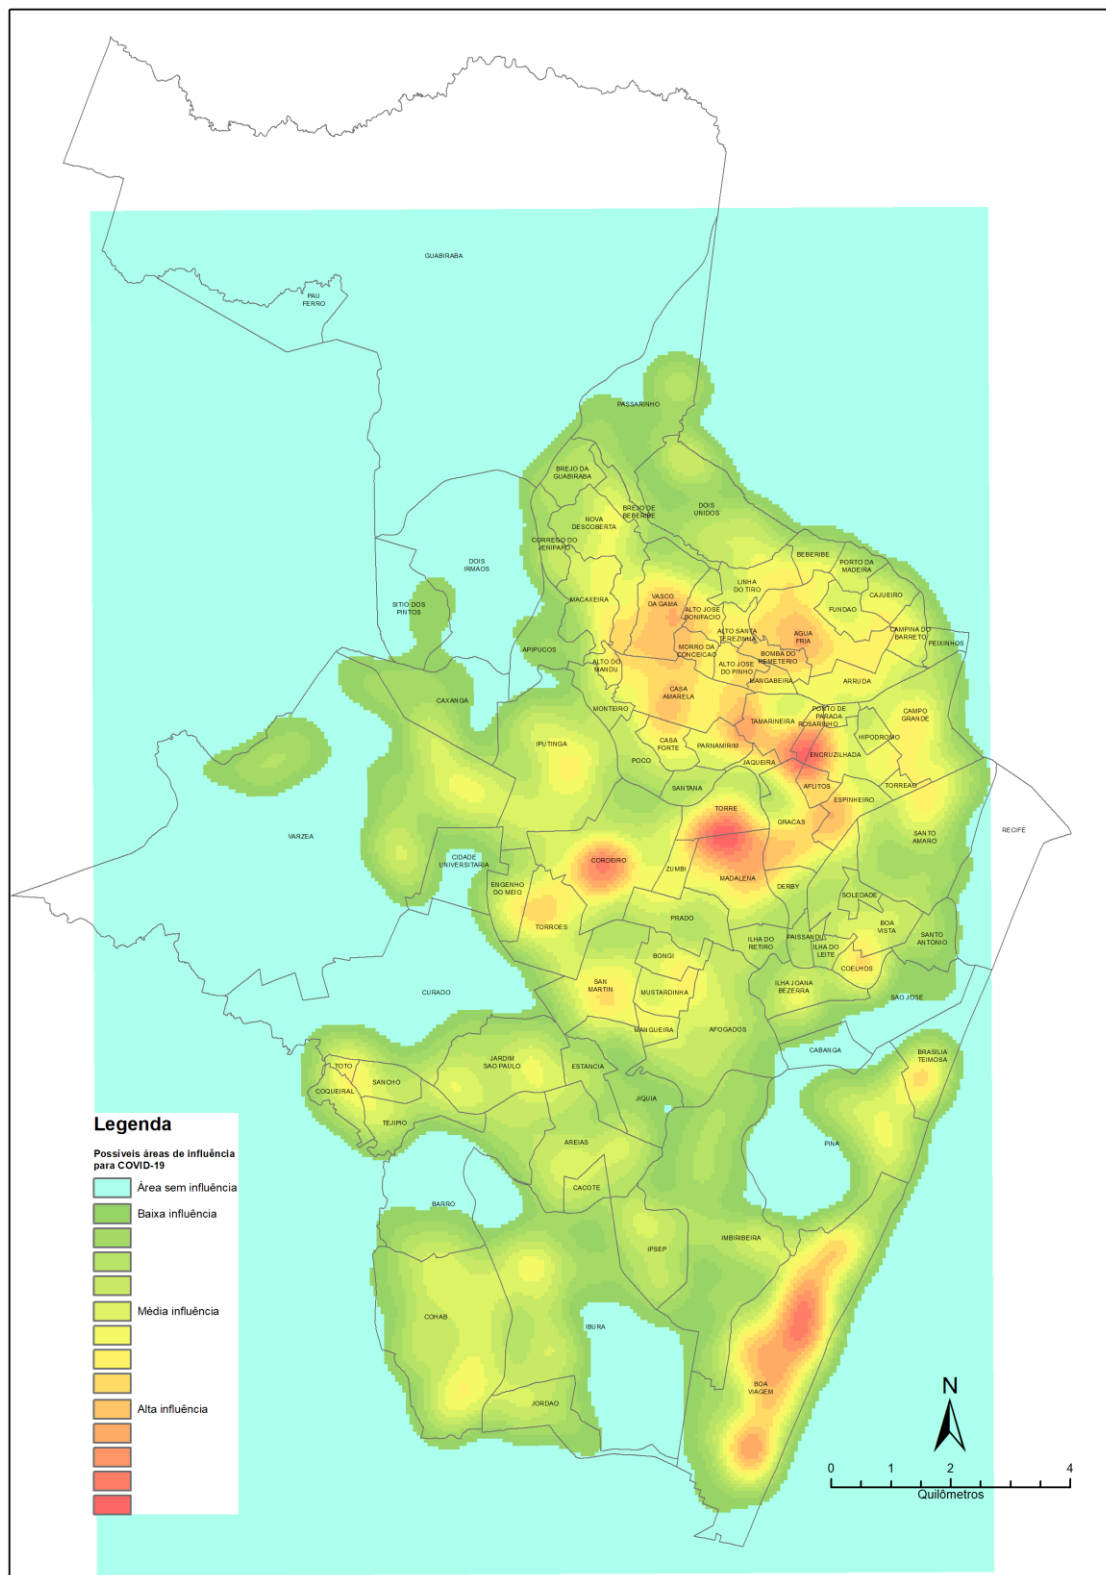 GUABIRABA
PAU
FERRO
PASSARINHO
BREJO DA
GUABIRABA
BREJO DE
BEBERIBE
DOIS
UNIDOS
NOVA
DESCOBERTA
CORREGO DO
JENIPAPO
DOIS
IRMAOS
BEBERIBE
PORTO DA
MADEIRA
LINHA
DO TIRO
CAJUEIRO
SITIO DOS
PINTOS
MACAXEIRA
VASCO
DA GAMA
ALTO JOSE
BONIFACIO
FUNDAO
AGUA
FRIA
ALTO SANTA
TEREZINHA
CAMPINA DO
BARRETO
PEIXINHOS
APIPUCOS
MORRO DA
CONCEICAO
BOMBA DO
HEMETERIO
ALTO DO
MANDU
ALTO JOSE
DO PINHO
MANGABEIRA
ARRUDA
CASA
AMARELA
CAXANGA
MONTEIRO
TAMARINEIRA
PORTO DE
PARADA
ROSARINHO
CAMPO
GRANDE
IPUTINGA
CASA
FORTE
PARNAMIRIM
HIPODROMO
ENCRUZILHADA
POCO
JAQUEIRA
SANTANA
AFLITOS
TORREAO
ESPINHEIRO
TORRE
GRACAS
SANTO
AMARO
RECIFE
VARZEA
CIDADE
UNIVERSITARIA
CORDEIRO
ZUMBI
MADALENA
DERBY
ENGENHO
DO MEIO
SOLEDADE
TORROES
PRADO
BOA
VISTA
SANTO
ANTONIO
ILHA DO
RETIRO
PAISSANDU
ILHA DO
LEITE
BONGI
COELHOS
SAN
MARTIN
MUSTARDINHA
ILHA JOANA
BEZERRA
SAO JOSE
CURADO
MANGUEIRA
AFOGADOS
CABANGA
BRASILIA
TEIMOSA
TOTO
JARDIM
SAO PAULO
ESTANCIA
SANCHO
COQUEIRAL
JIQUIA
TEJIPIO
PINA
AREIAS
CACOTE
BARRO
IMBIRIBEIRA
IPSEP
COHAB
IBURA
BOA
VIAGEM
JORDAO
Legenda
Possíveis áreas de influência
para COVID-19
Área sem influência
Baixa influência
Média influência
Alta influência
N
0 1 2 4
Quilômetros